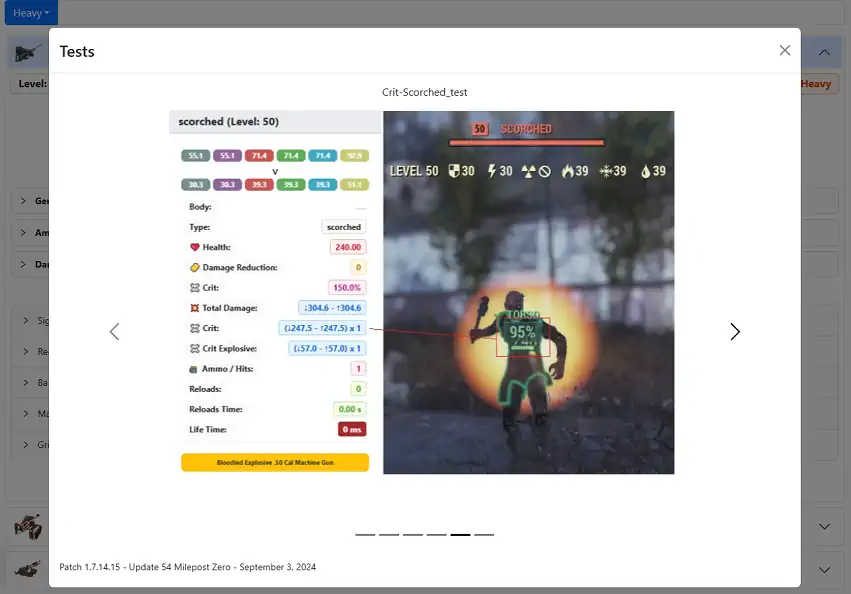 Heavy
Tests
Level:
Heavy
Crit-Scorched_test
scorched (Level: 50)
55.1 55.1 71.4 71.4 71.4 92.9
V
30.3 30.3 39.3 39.3 39.3 51.1
Body:
Type: scorched
Health: 240.00
Damage Reduction: 0
Crit: 150.0%
Total Damage: ↓304.6 - ↑304.6
Crit: (↓247.5 - ↑247.5) x 1
Crit Explosive: (↓57.0 - ↑57.0) x 1
Ammo / Hits: 1
Reloads: 0
Reloads Time: 0.00 s
Life Time: 0 ms
Bloodied Explosive .50 Cal Machine Gun
50 SCORCHED
LEVEL 50 30 30 39 39 39
TORSO
95%
Ge
Am
Da
Sig
Re
Ba
Ma
Gri
Patch 1.7.14.15 - Update 54 Milepost Zero - September 3, 2024